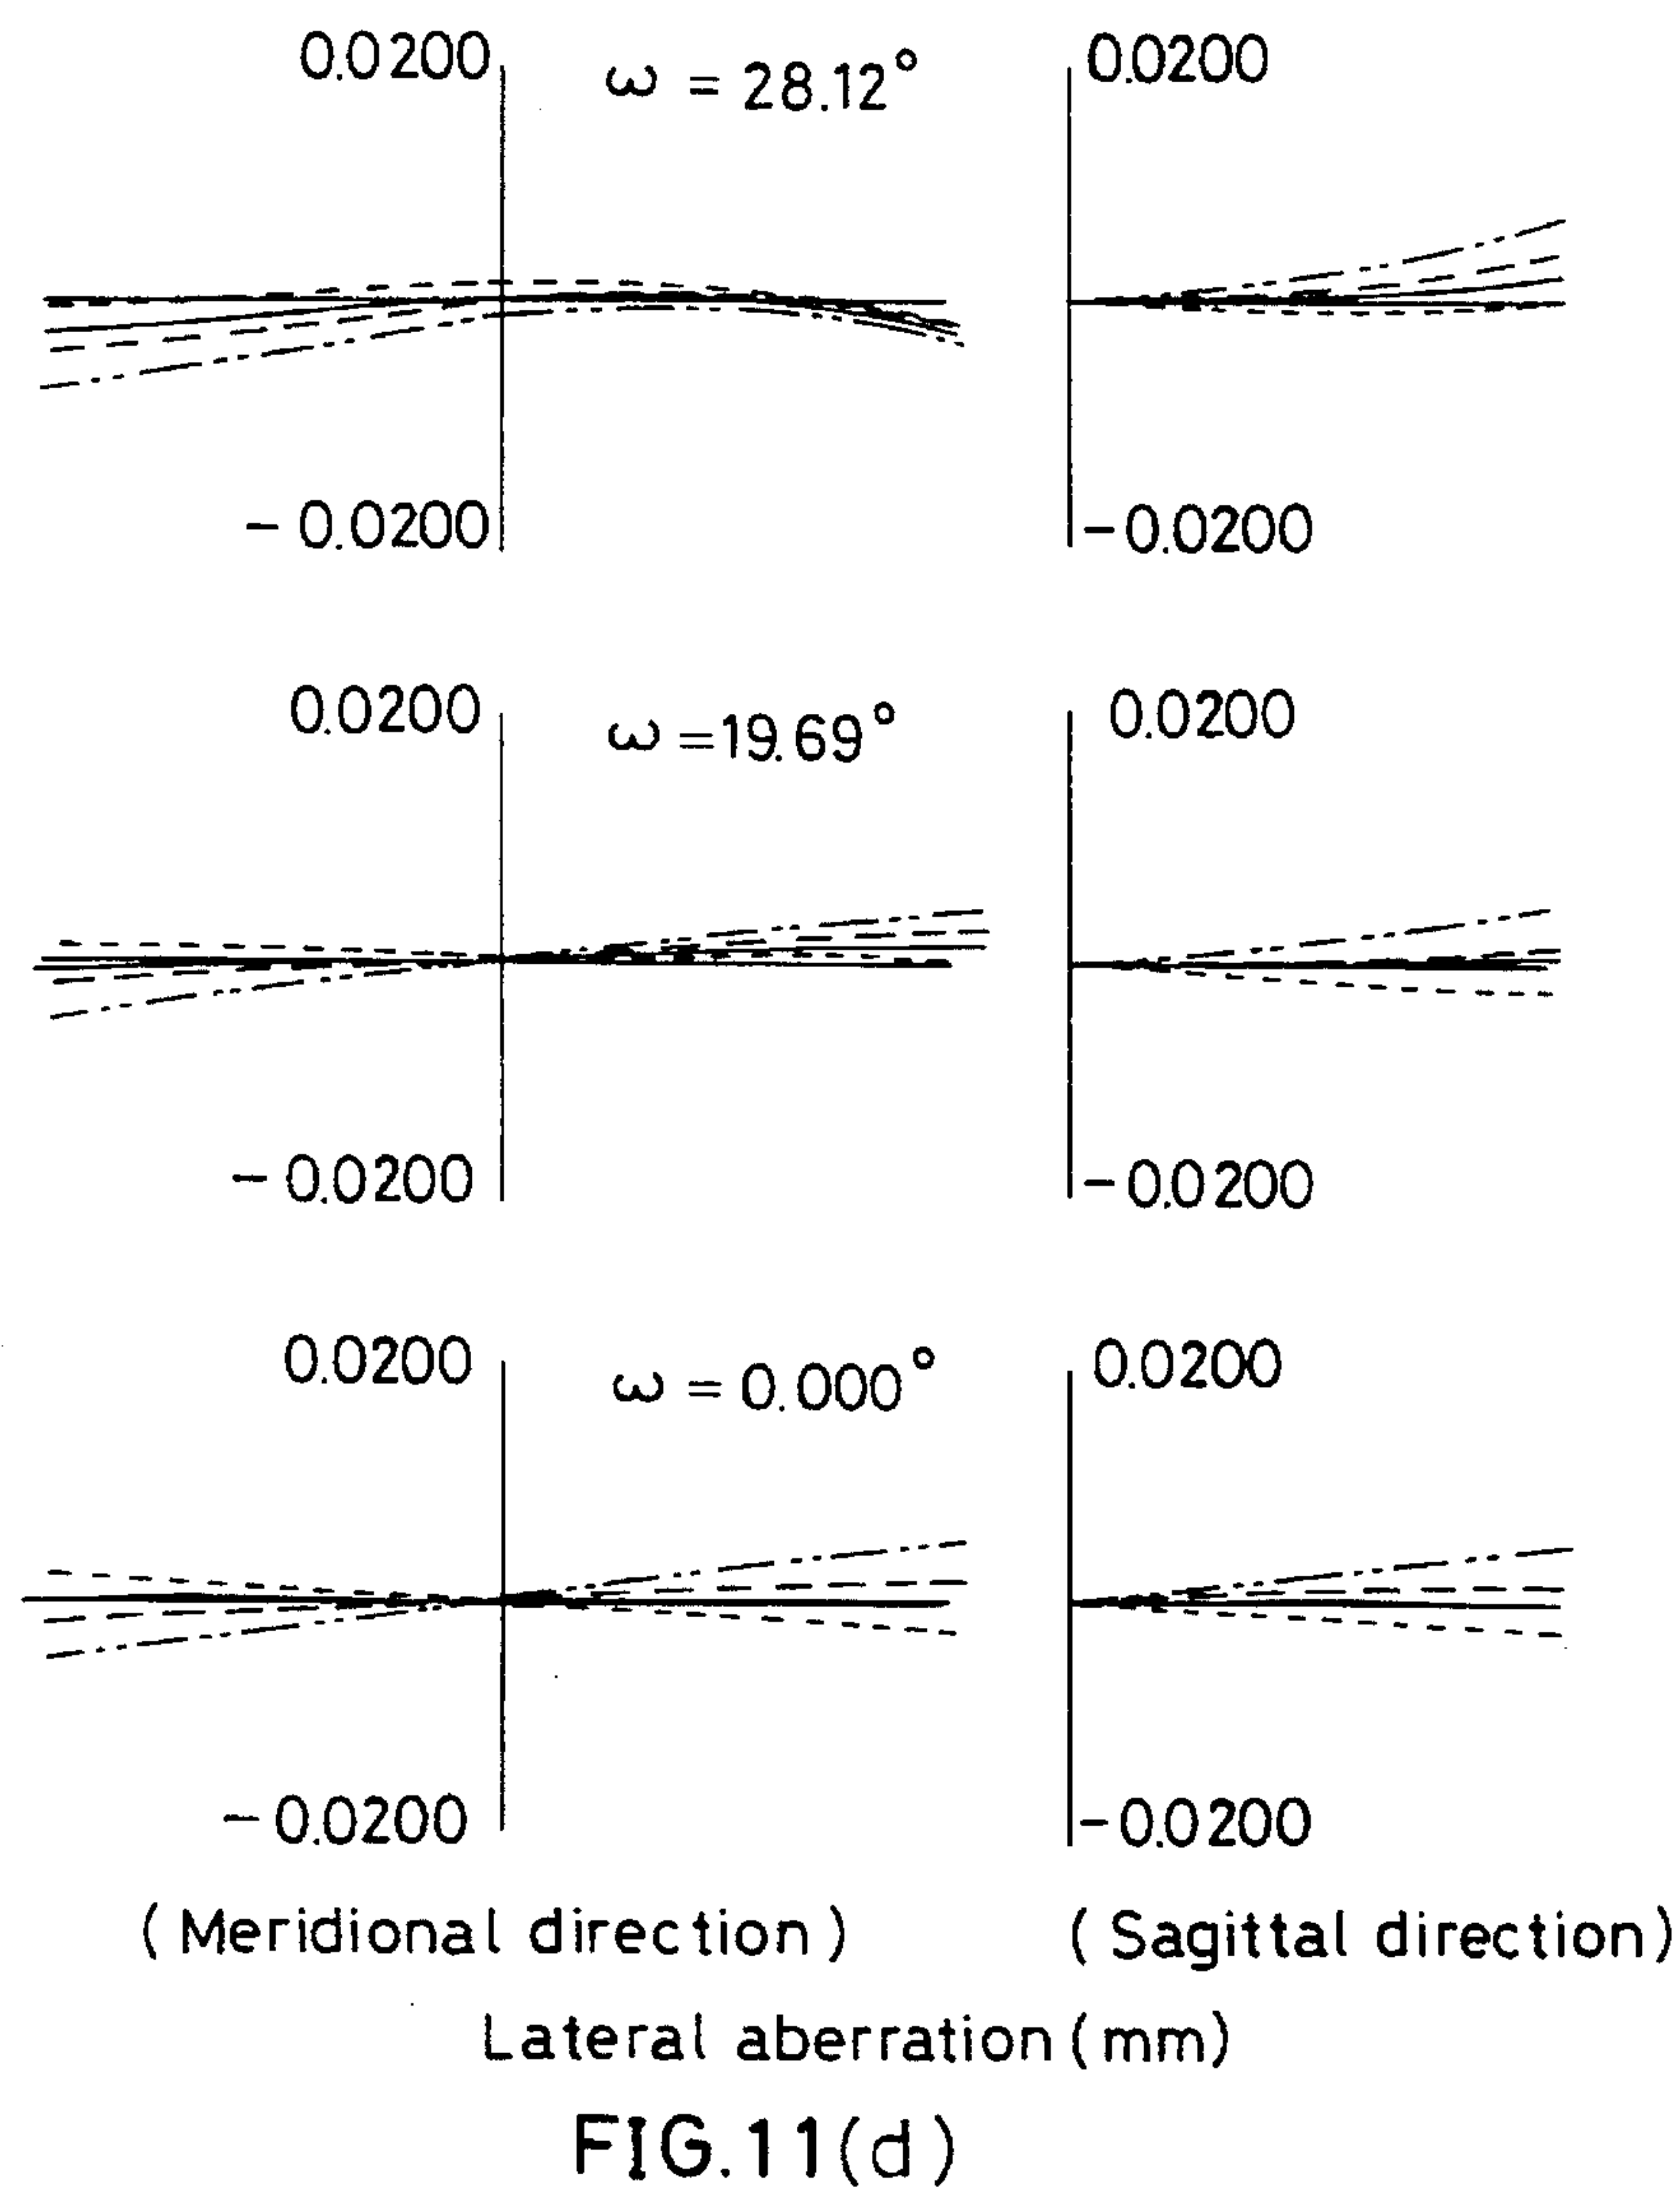 0.0200 ω = 28.12° 0.0200
-0.0200 -0.0200
0.0200 ω = 19.69° 0.0200
-0.0200 -0.0200
0.0200 ω = 0.000° 0.0200
-0.0200 -0.0200
(Meridional direction) (Sagittal direction)
Lateral aberration (mm)
FIG.11(d)